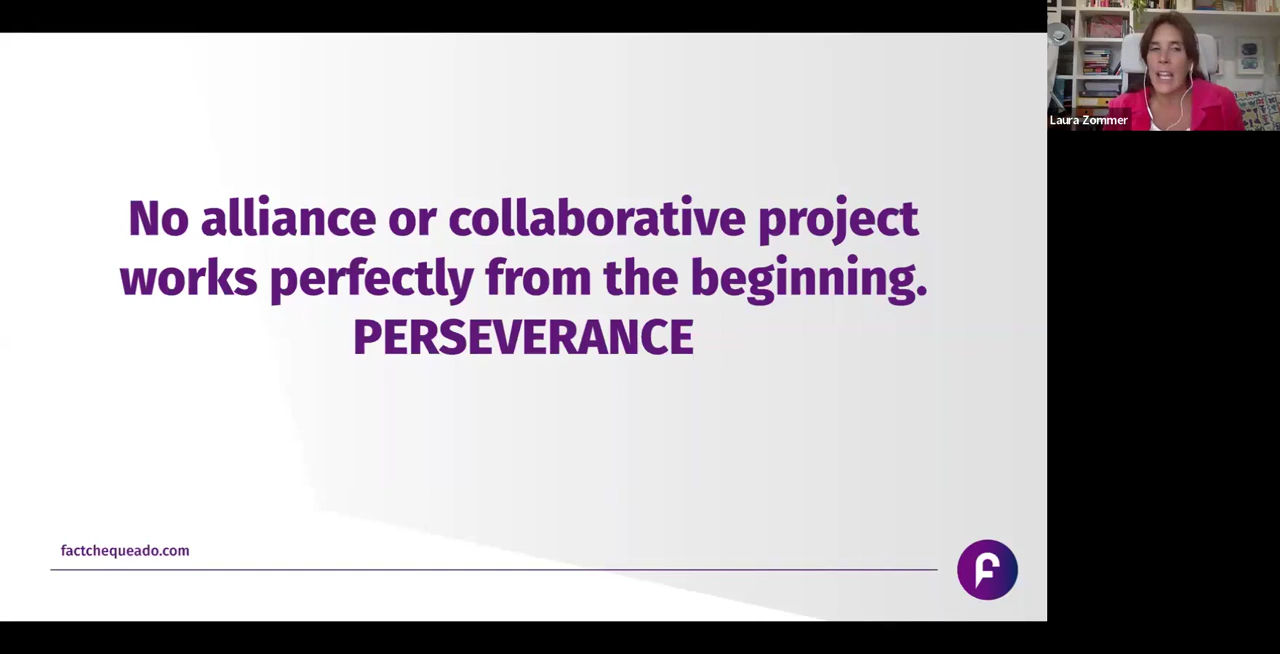 No alliance or collaborative project
works perfectly from the beginning.
PERSEVERANCE
factchequeado.com
Laura Zommer